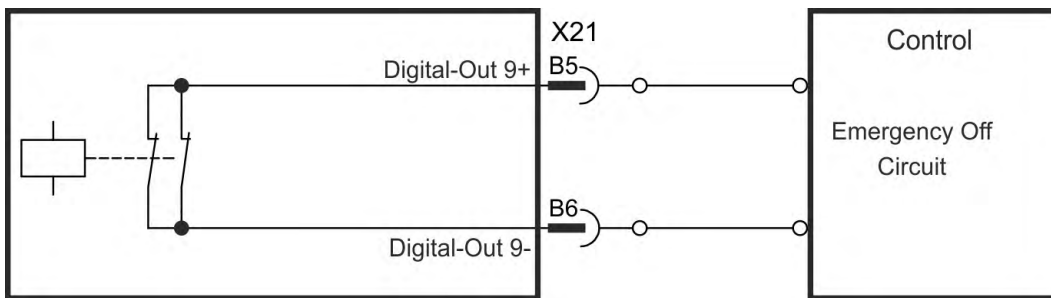 X21
Control
Digital-Out 9+
B5
Emergency Off
Circuit
B6
Digital-Out 9-